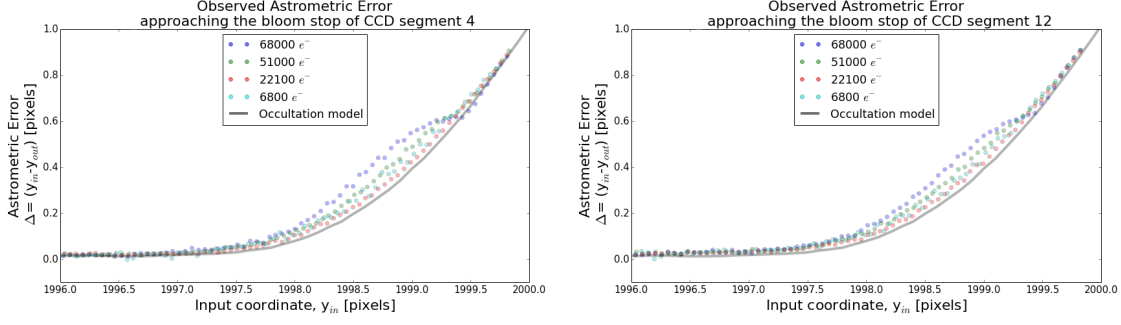 Observed Astrometric Error
approaching the bloom stop of CCD segment 4
1.0
0.8
0.6
0.4
0.2
0.0
Astrometric Error
Δ= (y_in-y_out) [pixels]
68000 e⁻
51000 e⁻
22100 e⁻
6800 e⁻
Occultation model
1996.0 1996.5 1997.0 1997.5 1998.0 1998.5 1999.0 1999.5 2000.0
Input coordinate, y_in [pixels]
Observed Astrometric Error
approaching the bloom stop of CCD segment 12
1.0
0.8
0.6
0.4
0.2
0.0
Astrometric Error
Δ= (y_in-y_out) [pixels]
68000 e⁻
51000 e⁻
22100 e⁻
6800 e⁻
Occultation model
1996.0 1996.5 1997.0 1997.5 1998.0 1998.5 1999.0 1999.5 2000.0
Input coordinate, y_in [pixels]